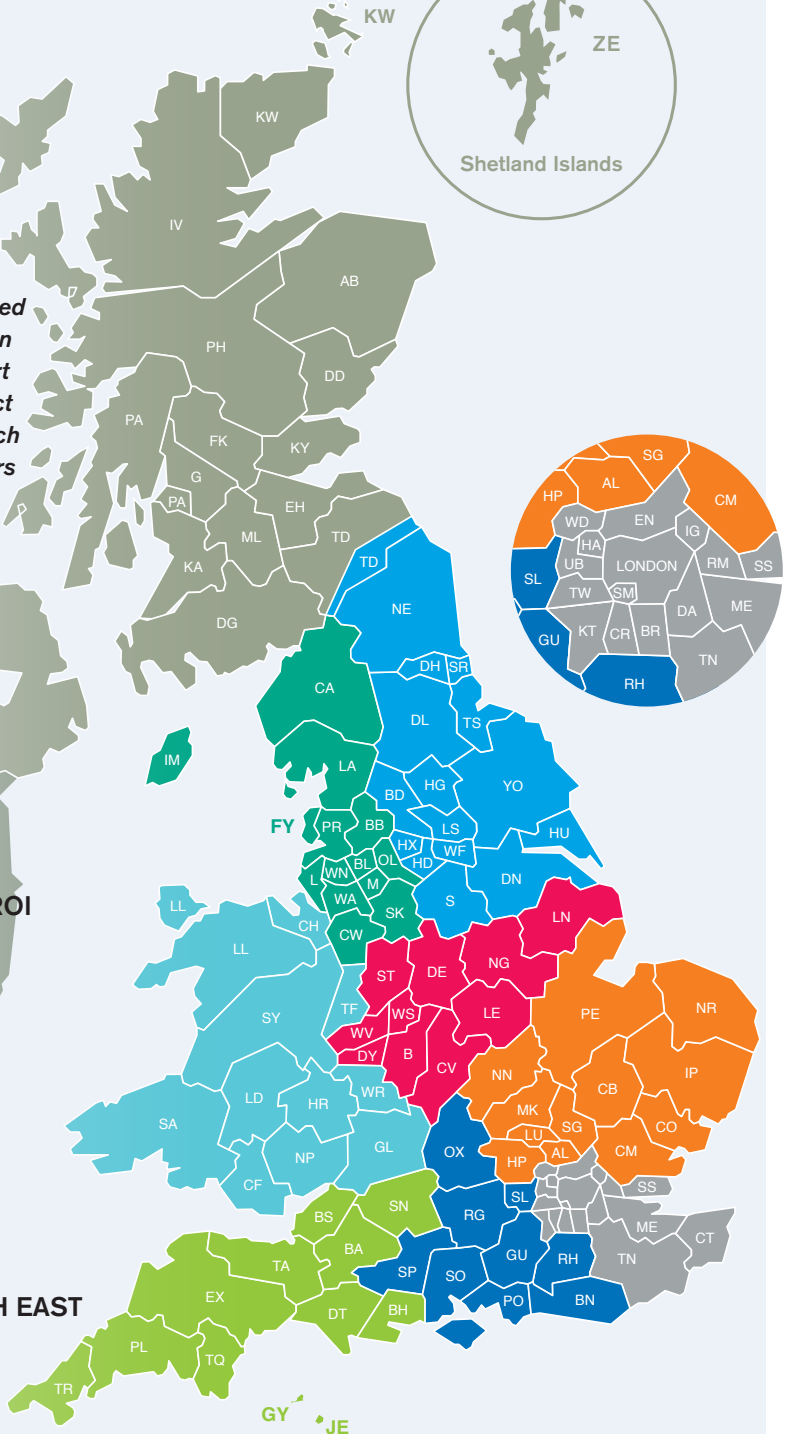 KW
ZE
KW
Shetland Islands
IV
AB
ed
n
PH
rt
DD
ct
PA
ch
FK
KY
SG
rs
G
AL
HP
CM
PA
EH
WD
EN
IG
ML
TD
HA
TD
UB
LONDON
RM
SS
KA
SL
TW
SM
NE
DA
ME
DG
GU
KT
CR
BR
DH
SR
TN
CA
RH
DL
TS
IM
LA
HG
YO
BD
FY
PR
BB
LS
HU
HX
WF
BL
OL
HD
WN
L
M
DN
WA
S
ROI
LL
SK
LN
CH
CW
LL
NG
ST
DE
TF
NR
SY
WS
LE
PE
WV
DY
B
CV
IP
NN
CB
WR
LD
HR
MK
SA
SG
CO
LU
GL
OX
AL
CM
NP
HP
CF
SL
SS
SN
BS
RG
ME
CT
BA
GU
RH
TN
TA
SP
SO
EX
PO
BN
H EAST
DT
BH
PL
TQ
TR
GY
JE